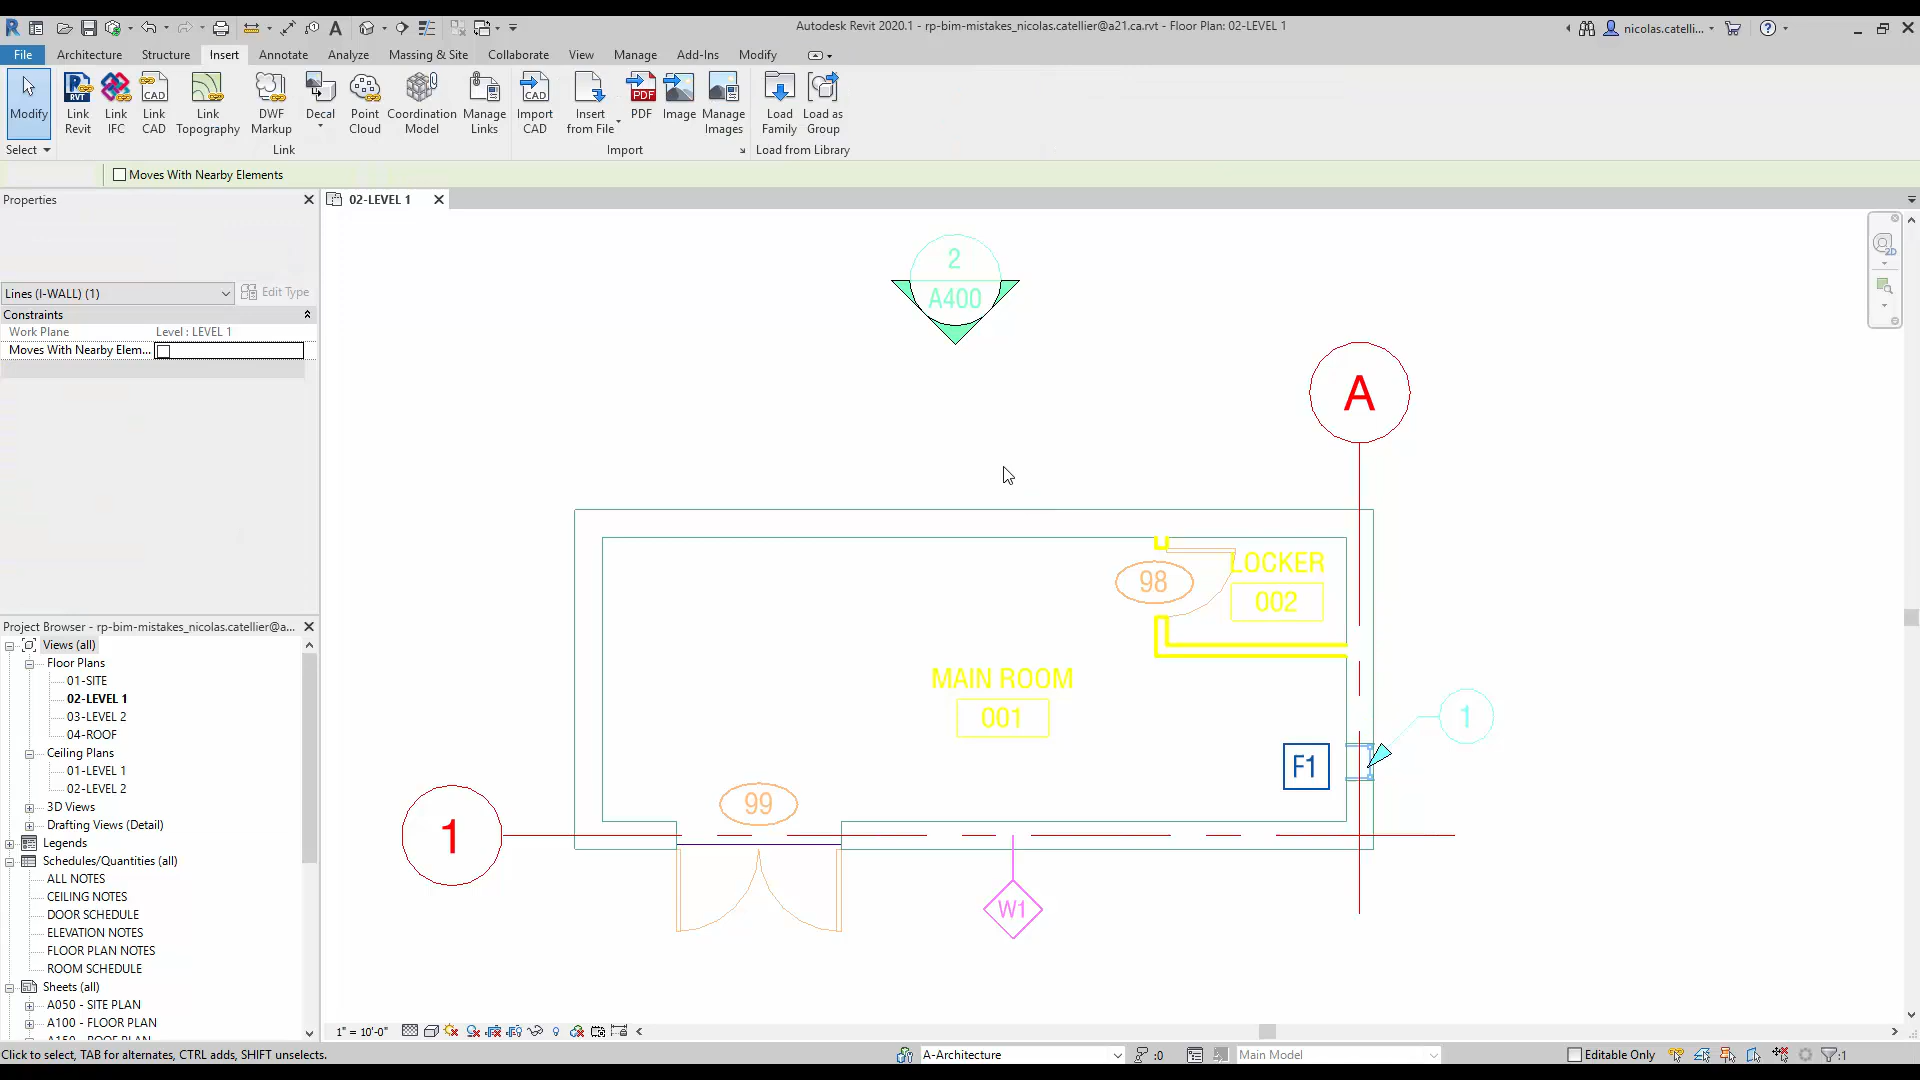 Autodesk Revit 2020.1 - rp-bim-mistakes_nicolas.catellier@a21.ca.rvt - Floor Plan: 02-LEVEL 1
nicolas.catelli...
File Architecture Structure Insert Annotate Analyze Massing & Site Collaborate View Manage Add-Ins Modify
Modify
Link Revit
Link IFC
Link CAD
Link Topography
DWF Markup
Decal
Point Cloud
Coordination Model
Manage Links
Import CAD
Insert from File
PDF
Image
Manage Images
Load Family
Load as Group
Select
Link
Import
Load from Library
Moves With Nearby Elements
Properties
02-LEVEL 1
Lines (I-WALL) (1)
Edit Type
Constraints
Work Plane Level : LEVEL 1
Moves With Nearby Elem...
2
A400
A
LOCKER
98
002
MAIN ROOM
001
1
F1
99
1
W1
Project Browser - rp-bim-mistakes_nicolas.catellier@a...
Views (all)
Floor Plans
01-SITE
02-LEVEL 1
03-LEVEL 2
04-ROOF
Ceiling Plans
01-LEVEL 1
02-LEVEL 2
3D Views
Drafting Views (Detail)
Legends
Schedules/Quantities (all)
ALL NOTES
CEILING NOTES
DOOR SCHEDULE
ELEVATION NOTES
FLOOR PLAN NOTES
ROOM SCHEDULE
Sheets (all)
A050 - SITE PLAN
A100 - FLOOR PLAN
1" = 10'-0"
Click to select, TAB for alternates, CTRL adds, SHIFT unselects.
A-Architecture
:0
Main Model
Editable Only
:1